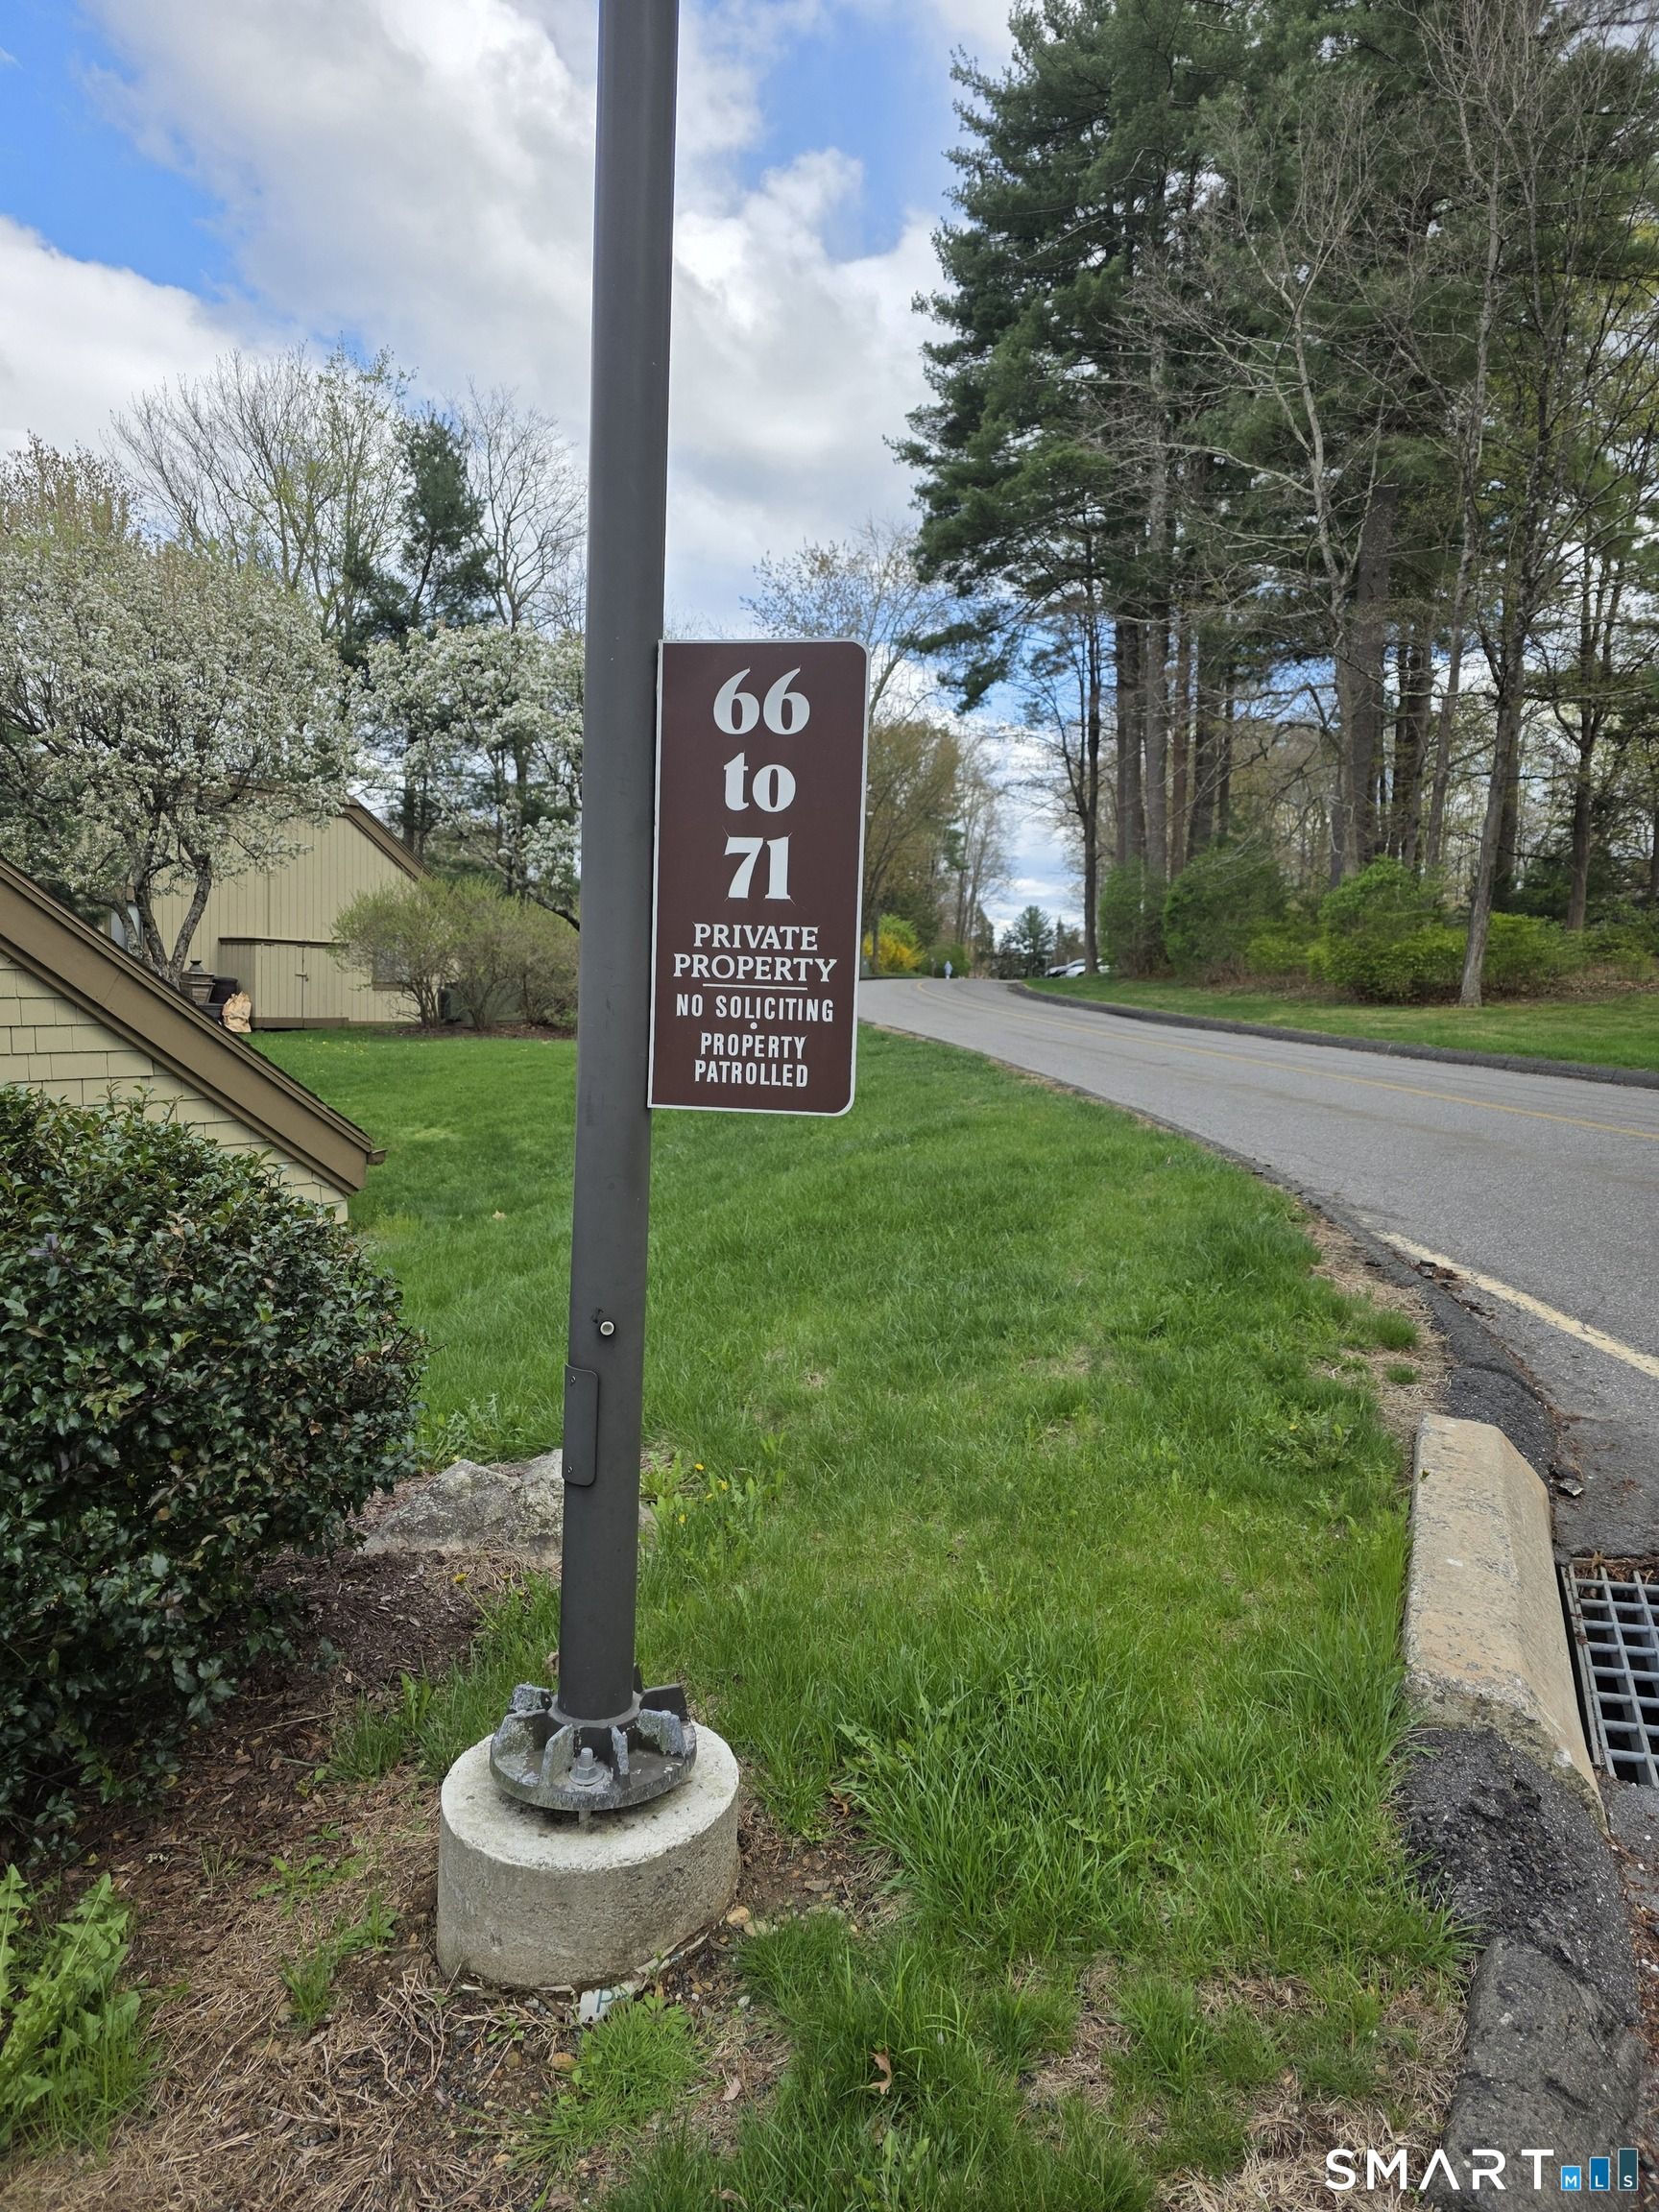 66
to
71
PRIVATE
PROPERTY
NO SOLICITING
•
PROPERTY
PATROLLED
SMART MLS